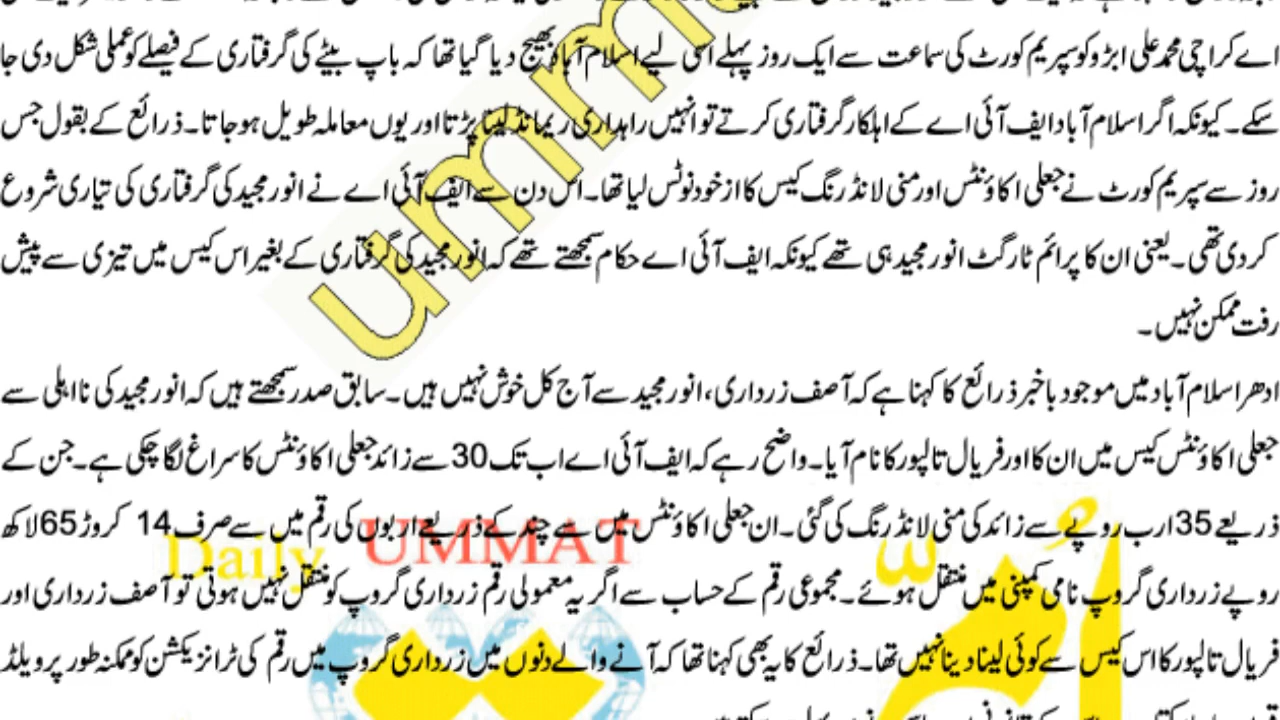 اے کراچی محمد علی ابڑو کو سپریم کورٹ کی سماعت سے ایک روز پہلے اسی لیے اسلام آباد بھیج دیا گیا تھا کہ باپ بیٹے کی گرفتاری کے فیصلے کو عملی شکل دی جا
سکے۔ کیونکہ اگر اسلام آباد ایف آئی اے کے اہلکار گرفتاری کرتے تو انہیں راہداری ریمانڈ لینا پڑتا اور یوں معاملہ طویل ہو جاتا۔ ذرائع کے بقول جس
روز سے سپریم کورٹ نے جعلی اکاؤنٹس اور منی لانڈرنگ کیس کا از خود نوٹس لیا تھا۔ اس دن سے ایف آئی اے نے انور مجید کی گرفتاری کی تیاری شروع
کر دی تھی۔ یعنی ان کا پرائم ٹارگٹ انور مجید ہی تھے کیونکہ ایف آئی اے حکام سمجھتے تھے کہ انور مجید کی گرفتاری کے بغیر اس کیس میں تیزی سے پیش
رفت ممکن نہیں۔
ادھر اسلام آباد میں موجود باخبر ذرائع کا کہنا ہے کہ آصف زرداری، انور مجید سے آج کل خوش نہیں ہیں۔ سابق صدر سمجھتے ہیں کہ انور مجید کی نااہلی سے
جعلی اکاؤنٹس کیس میں ان کا اور فریال تالپور کا نام آیا۔ واضح رہے کہ ایف آئی اے اب تک 30 سے زائد جعلی اکاؤنٹس کا سراغ لگا چکی ہے۔ جن کے
ذریعے 35 ارب روپے سے زائد کی منی لانڈرنگ کی گئی۔ ان جعلی اکاؤنٹس میں سے چند کے ذریعے اربوں کی رقم میں سے صرف 14 کروڑ 65 لاکھ
روپے زرداری گروپ نامی کمپنی میں منتقل ہوئے۔ مجموعی رقم کے حساب سے اگر یہ معمولی رقم زرداری گروپ کو منتقل نہیں ہوتی تو آصف زرداری اور
فریال تالپور کا اس کیس سے کوئی لینا دینا نہیں تھا۔ ذرائع کا یہ بھی کہنا تھا کہ آنے والے دنوں میں زرداری گروپ میں رقم کی ٹرانزیکشن کو ممکنہ طور پر ویلڈ
umm
Daily UMMAT